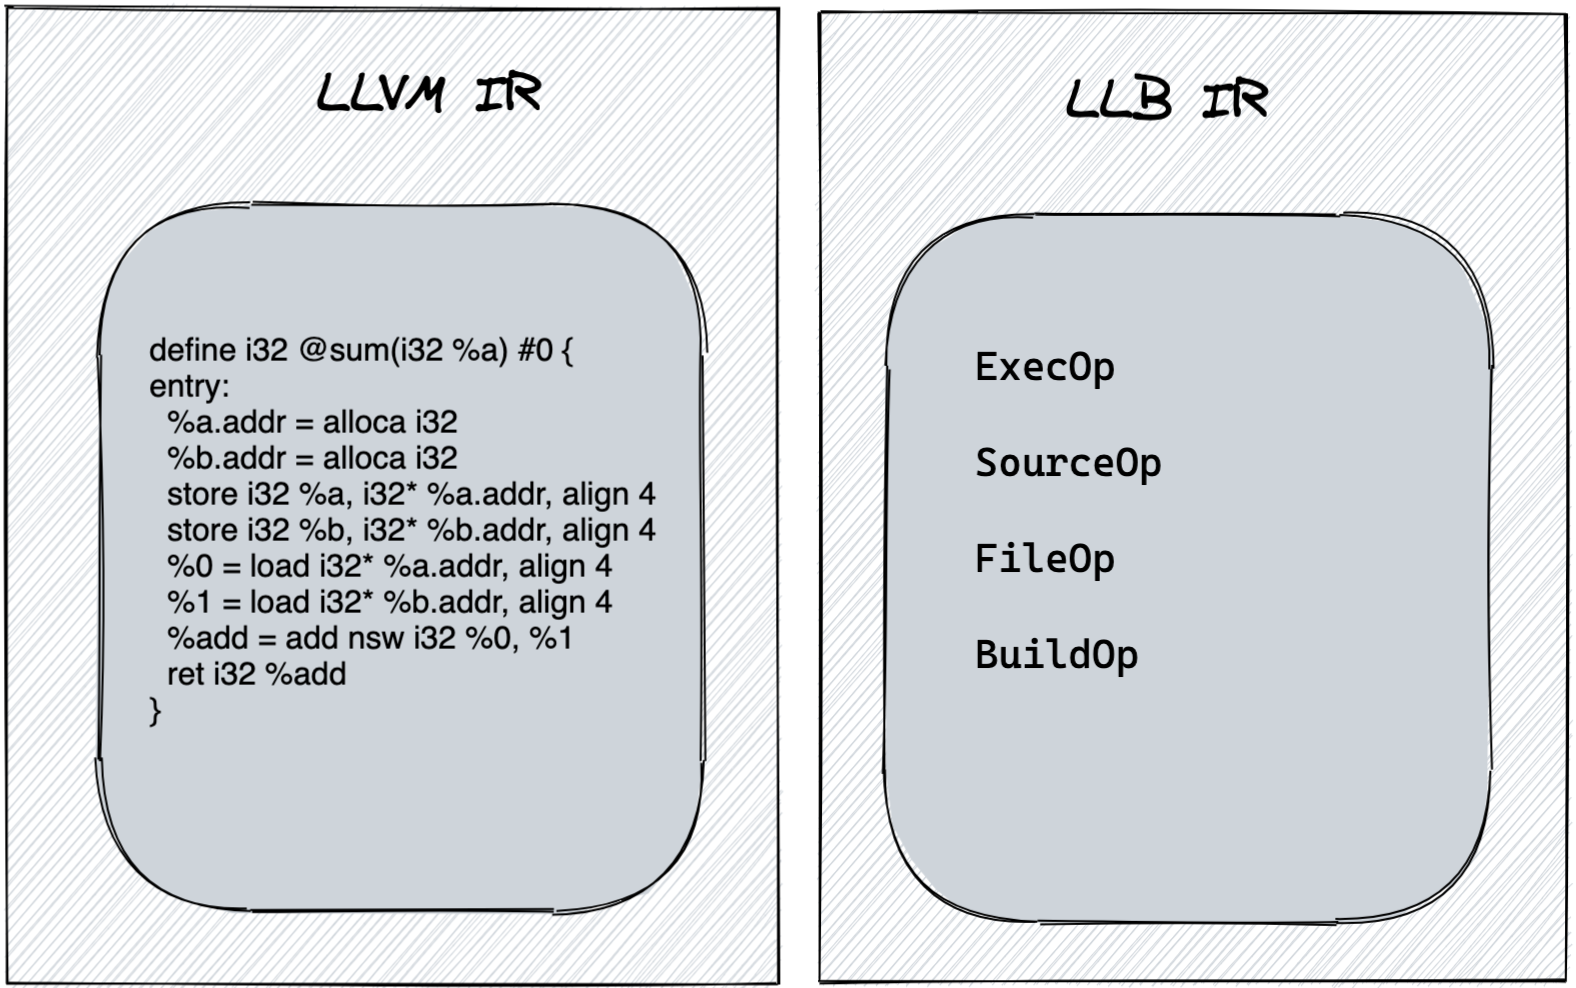 LLVM IR
define i32 @sum(i32 %a) #0 {
entry:
%a.addr = alloca i32
%b.addr = alloca i32
store i32 %a, i32* %a.addr, align 4
store i32 %b, i32* %b.addr, align 4
%0 = load i32* %a.addr, align 4
%1 = load i32* %b.addr, align 4
%add = add nsw i32 %0, %1
ret i32 %add
}
LLB IR
ExecOp
SourceOp
FileOp
BuildOp